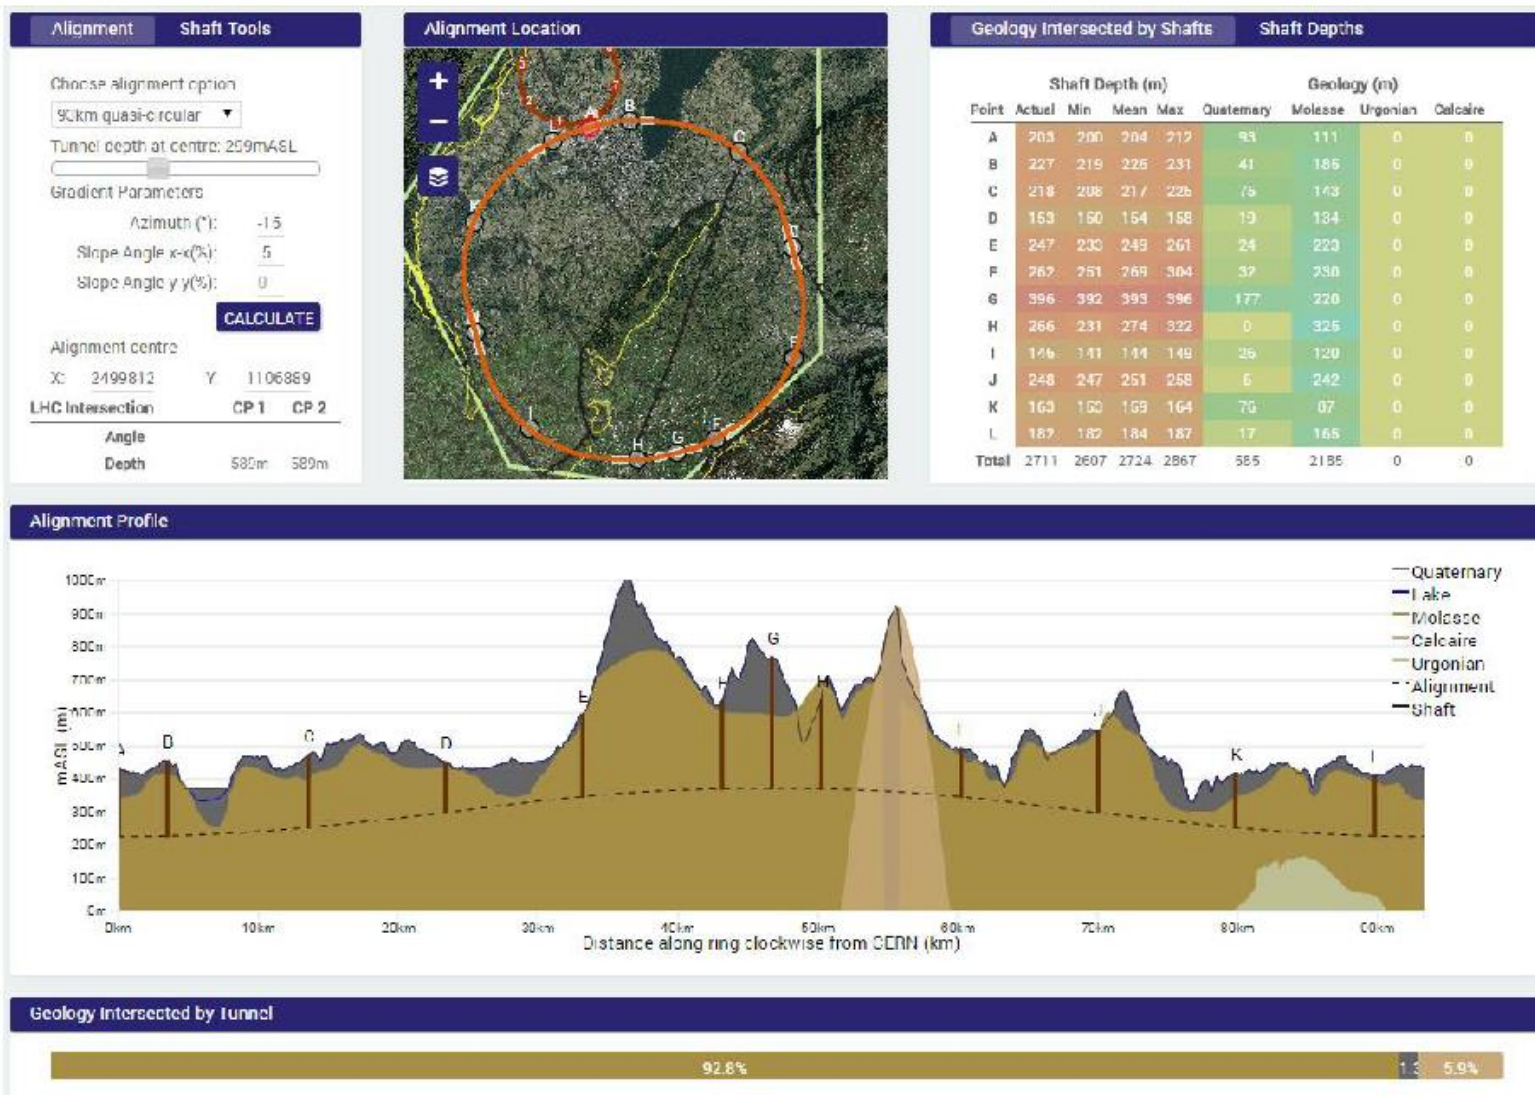 Alignment Shaft Tools
Choose alignment option
93km quasi-circular
Tunnel depth at centre: 299mASL
Gradient Parameters
Azimuth (°): -15
Slope Angle x-x(%): 5
Slope Angle y-y(%): 0
CALCULATE
Alignment centre
X: 2499812 Y: 1106889
LHC Intersection CP 1 CP 2
Angle
Depth 589m 589m
Alignment Location
A
B
C
K
F
I
H
G
Geology Intersected by Shafts Shaft Depths
Shaft Depth (m) Geology (m)
Point Actual Min Mean Max Quaternary Molasse Urgonian Calcaire
A 203 200 204 212 93 111 0 0
B 227 219 226 231 41 186 0 0
C 218 208 217 226 75 143 0 0
D 153 150 154 158 19 134 0 0
E 247 233 249 261 24 223 0 0
F 262 251 269 304 32 230 0 0
G 396 392 393 396 177 220 0 0
H 266 231 274 322 0 326 0 0
I 146 141 144 149 26 120 0 0
J 248 247 251 258 6 242 0 0
K 163 153 159 164 76 87 0 0
L 182 182 184 187 17 165 0 0
Total 2711 2607 2724 2867 585 2185 0 0
Alignment Profile
1000m
900m
800m
700m
600m
500m
400m
300m
200m
100m
0m
mASL (m)
A B C D E F G H I J K L
Quaternary
Lake
Molasse
Calcaire
Urgonian
Alignment
Shaft
0km 10km 20km 30km 40km 50km 60km 70km 80km 90km
Distance along ring clockwise from CERN (km)
Geology Intersected by Tunnel
92.8% 5.9%